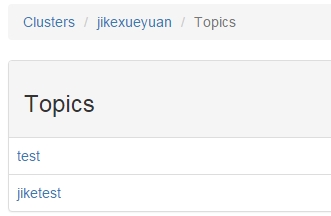 Clusters / jikexueyuan / Topics
Topics
test
jiketest